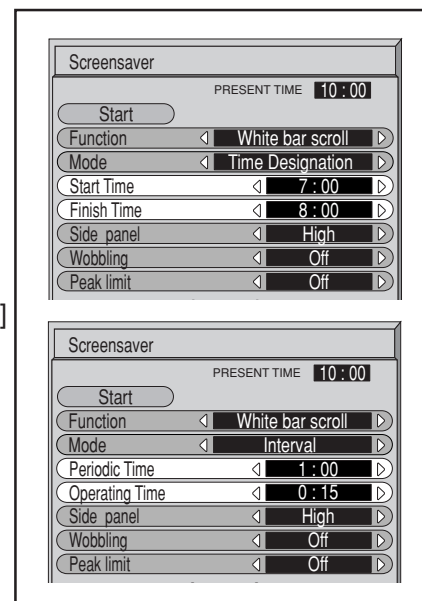 Screensaver
PRESENT TIME 10 : 00
Start
Function White bar scroll
Mode Time Designation
Start Time 7 : 00
Finish Time 8 : 00
Side panel High
Wobbling Off
Peak limit Off
]
Screensaver
PRESENT TIME 10 : 00
Start
Function White bar scroll
Mode Interval
Periodic Time 1 : 00
Operating Time 0 : 15
Side panel High
Wobbling Off
Peak limit Off